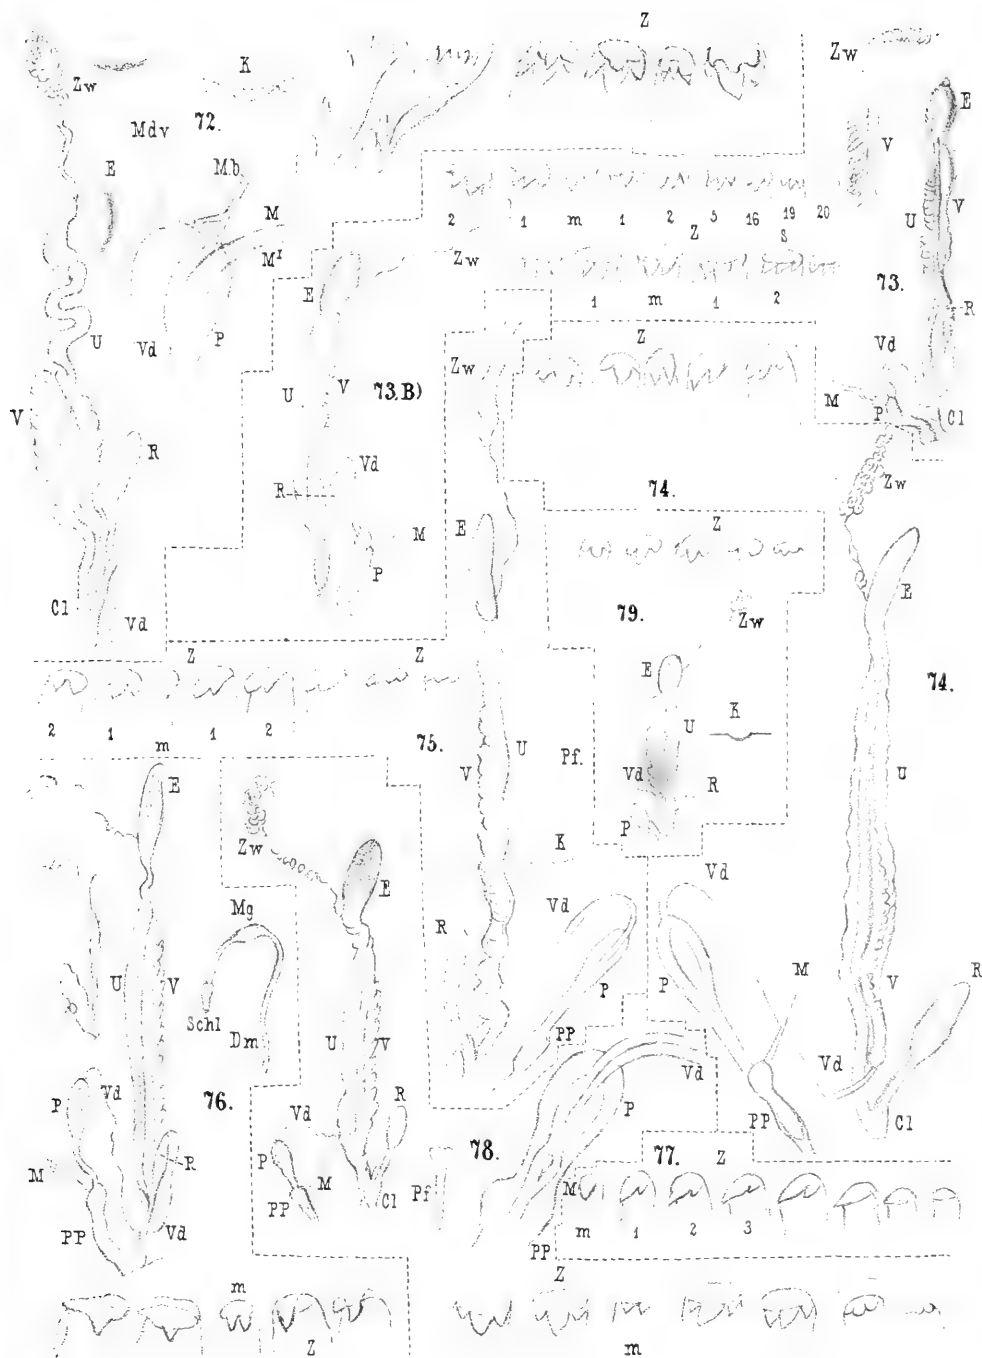 Z
Zw
Zw
K
E
72.
Mdv
V
E
Mb
M
V
U
2 1 m 1 2 5 16 19 20
Z S
M¹
Zw
73.
E
1 m 1 2
R
U Vd P
Z
Vd
Zw
U V 73.B)
M
V
P Cl
R
Vd
Zw
R
74.
Z
M E
P
E
Cl
79.
Zw
Vd
Z Z
E
74.
2 1 m 1 2
U K
75.
V U Pf.
U
Vd
E
R
P
Zw
K
Vd
E
Vd
Mg
R
M
R
U V
P P
V
Schl
PP
Dm
U V
Vd
Vd
Vd
P
76.
R
P
Vd
Cl
PP
P
78.
77. Z
R
M
M
Pf
M
PP
Cl
m 1 2 3
PP
Vd
PP
Z
m
Z
m